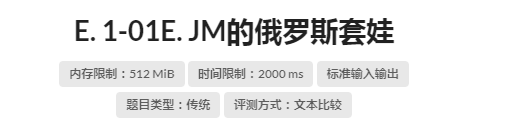 E. 1-01E. JM的俄罗斯套娃
内存限制：512 MiB 时间限制：2000 ms 标准输入输出
题目类型：传统 评测方式：文本比较